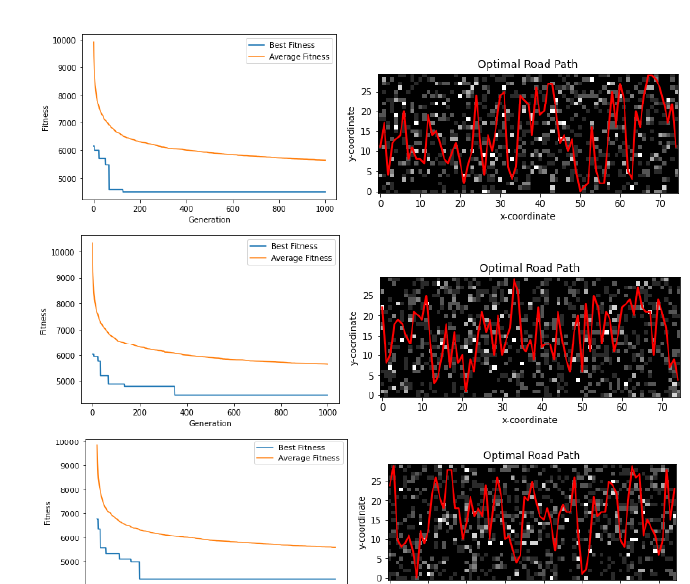 10000
9000
8000
7000
6000
5000
Fitness
Best Fitness
Average Fitness
0 200 400 600 800 1000
Generation
Optimal Road Path
25
20
15
10
5
0
y-coordinate
0 10 20 30 40 50 60 70
x-coordinate
10000
9000
8000
7000
6000
5000
Fitness
Best Fitness
Average Fitness
0 200 400 600 800 1000
Generation
Optimal Road Path
25
20
15
10
5
0
y-coordinate
0 10 20 30 40 50 60 70
x-coordinate
10000
9000
8000
7000
6000
5000
Fitness
Best Fitness
Average Fitness
Optimal Road Path
25
20
15
10
5
0
y-coordinate